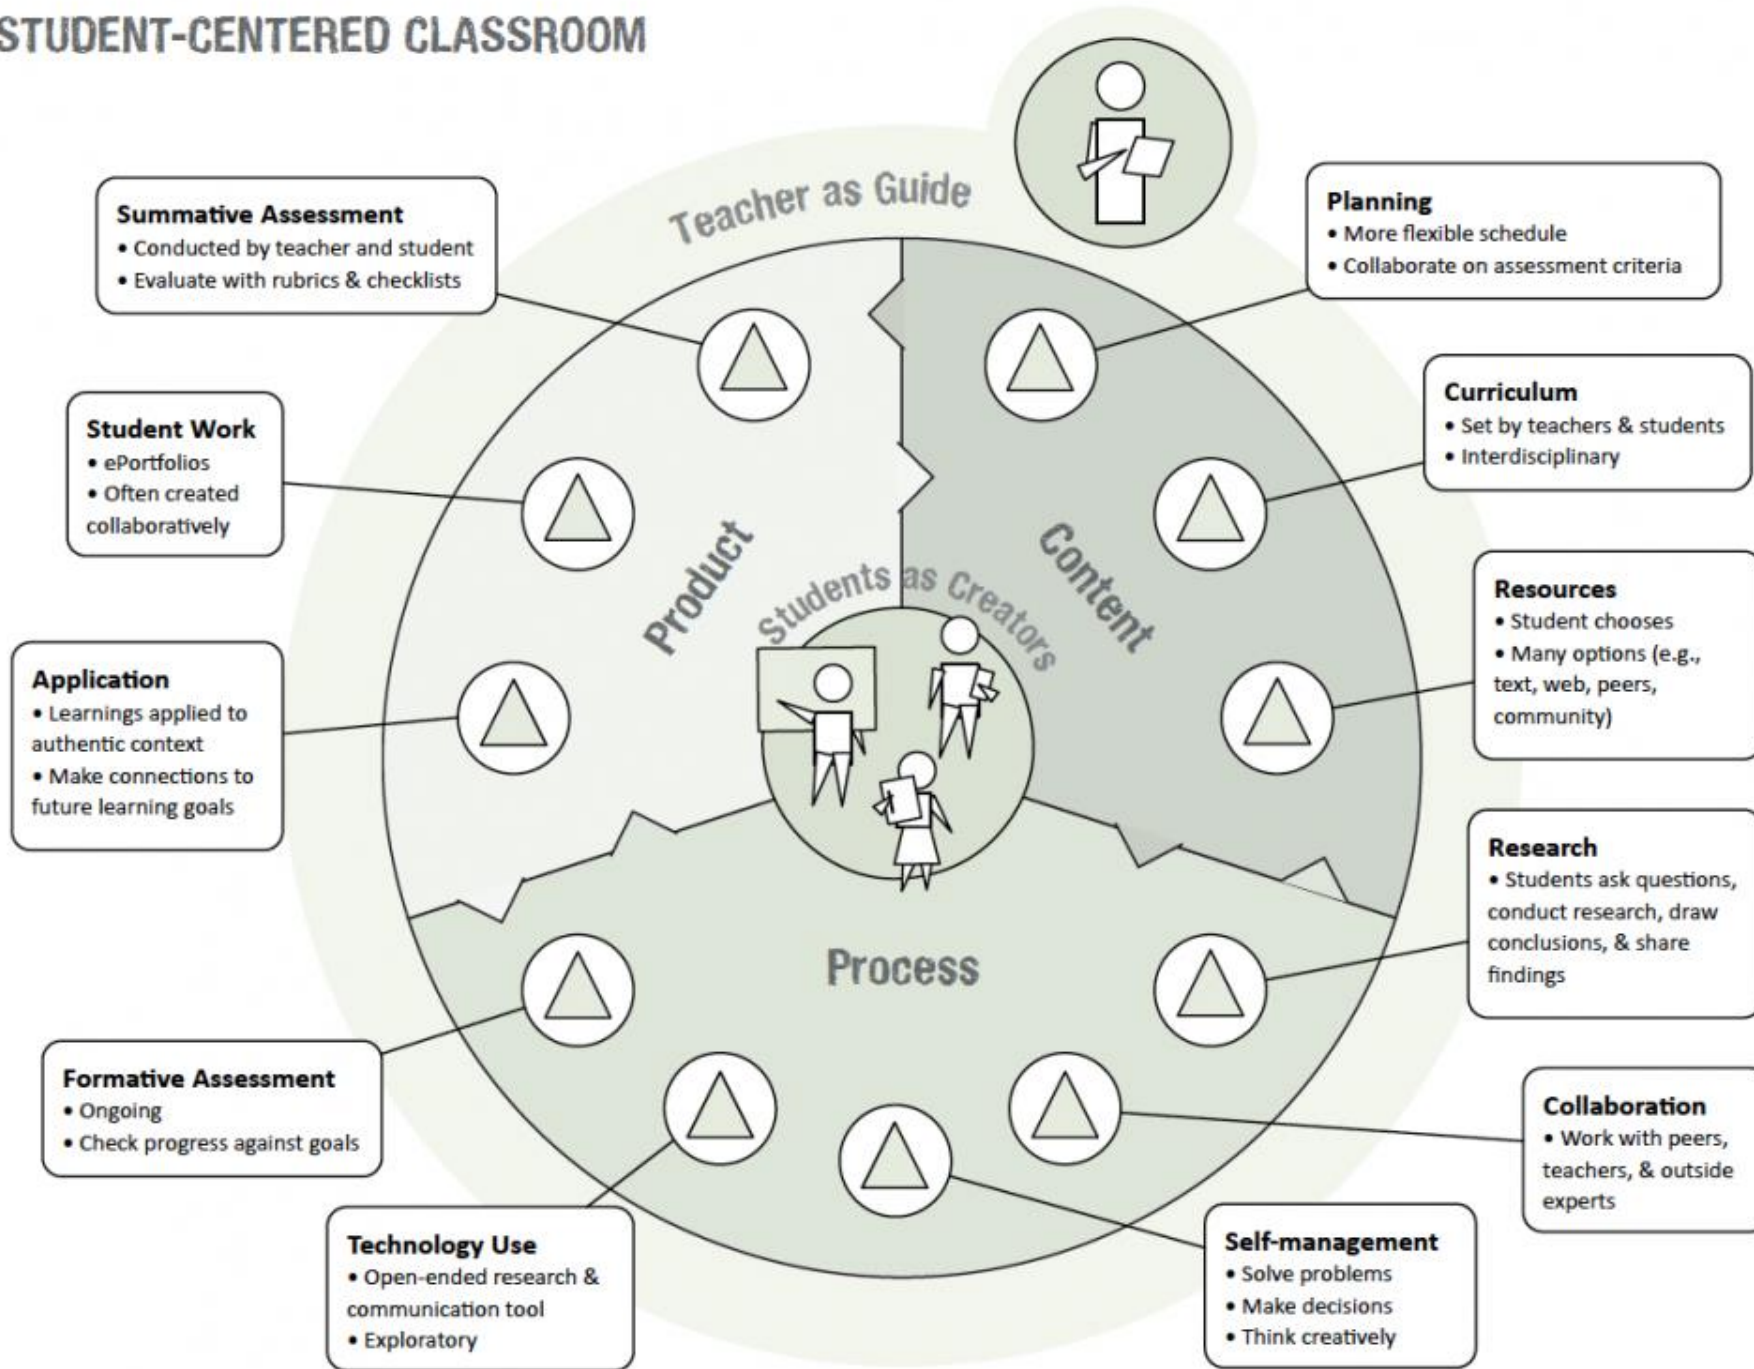 STUDENT-CENTERED CLASSROOM
Teacher as Guide
Summative Assessment
• Conducted by teacher and student
• Evaluate with rubrics & checklists
Student Work
• ePortfolios
• Often created
collaboratively
Application
• Learnings applied to
authentic context
• Make connections to
future learning goals
Formative Assessment
• Ongoing
• Check progress against goals
Technology Use
• Open-ended research &
communication tool
• Exploratory
Product
Students as Creators
Content
Process
Planning
• More flexible schedule
• Collaborate on assessment criteria
Curriculum
• Set by teachers & students
• Interdisciplinary
Resources
• Student chooses
• Many options (e.g.,
text, web, peers,
community)
Research
• Students ask questions,
conduct research, draw
conclusions, & share
findings
Collaboration
• Work with peers,
teachers, & outside
experts
Self-management
• Solve problems
• Make decisions
• Think creatively